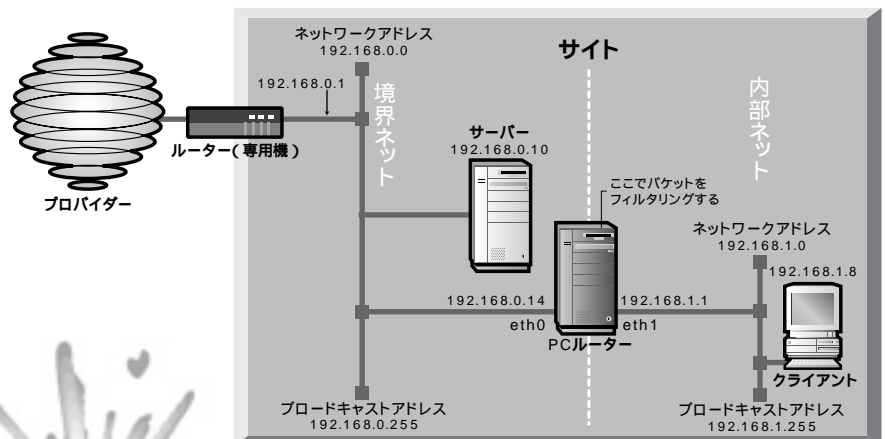 ネットワークアドレス
192.168.0.0
サイト
192.168.0.1
境界ネット
内部ネット
ルーター(専用機)
プロバイダー
サーバー
192.168.0.10
ここでパケットを
フィルタリングする
ネットワークアドレス
192.168.1.0
192.168.1.8
192.168.0.14
192.168.1.1
eth0
eth1
PCルーター
クライアント
ブロードキャストアドレス
192.168.0.255
ブロードキャストアドレス
192.168.1.255